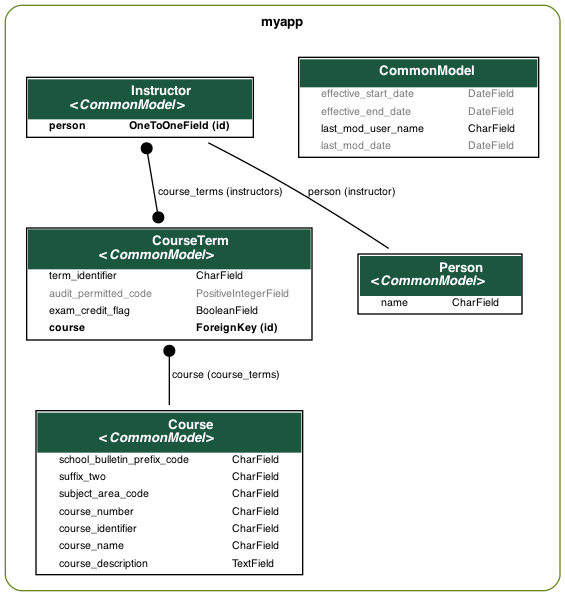 myapp
Instructor
<CommonModel>
person OneToOneField (id)
CommonModel
effective_start_date DateField
effective_end_date DateField
last_mod_user_name CharField
last_mod_date DateField
course_terms (instructors)
person (instructor)
CourseTerm
<CommonModel>
term_identifier CharField
audit_permitted_code PositiveIntegerField
exam_credit_flag BooleanField
course ForeignKey (id)
Person
<CommonModel>
name CharField
course (course_terms)
Course
<CommonModel>
school_bulletin_prefix_code CharField
suffix_two CharField
subject_area_code CharField
course_number CharField
course_identifier CharField
course_name CharField
course_description TextField